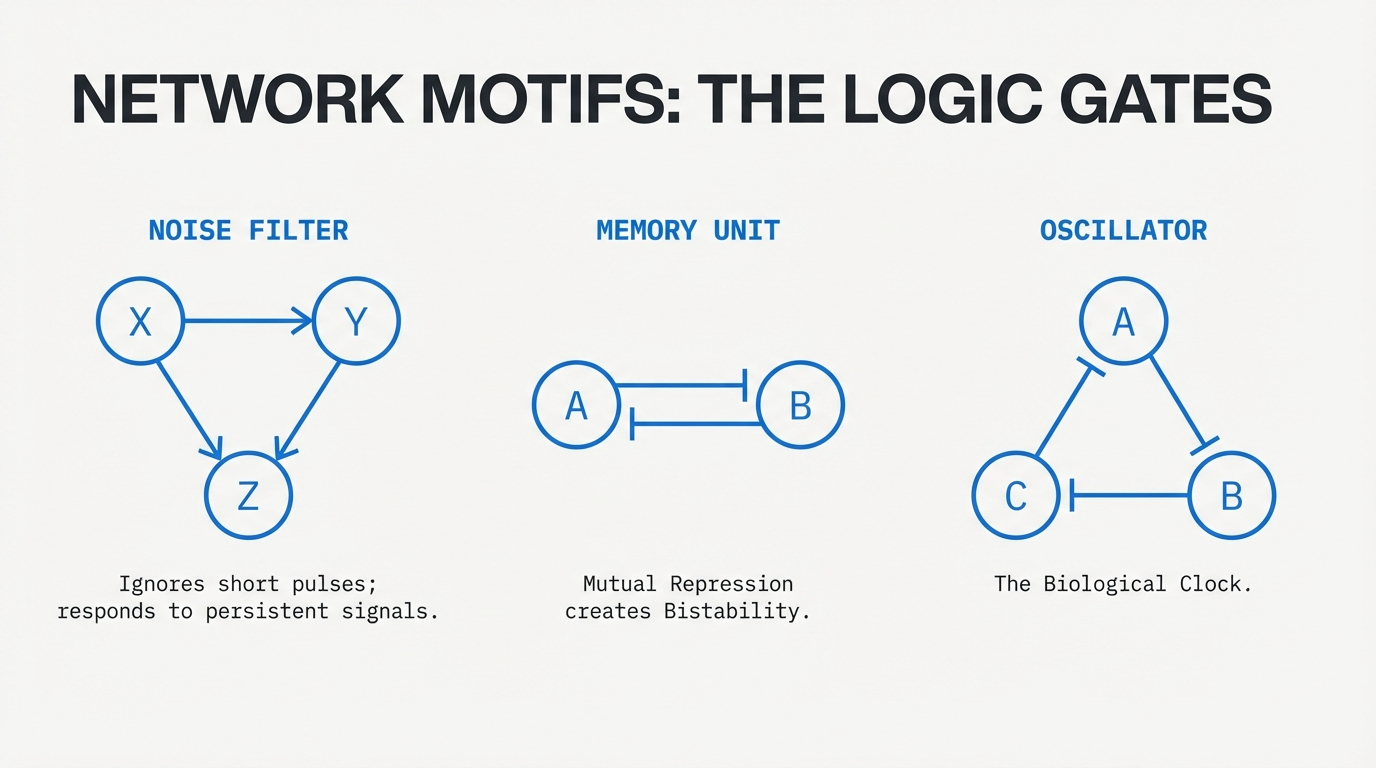 NETWORK MOTIFS: THE LOGIC GATES
NOISE FILTER
X
Y
Z
Ignores short pulses;
responds to persistent signals.
MEMORY UNIT
A
B
Mutual Repression
creates Bistability.
OSCILLATOR
A
C
B
The Biological Clock.